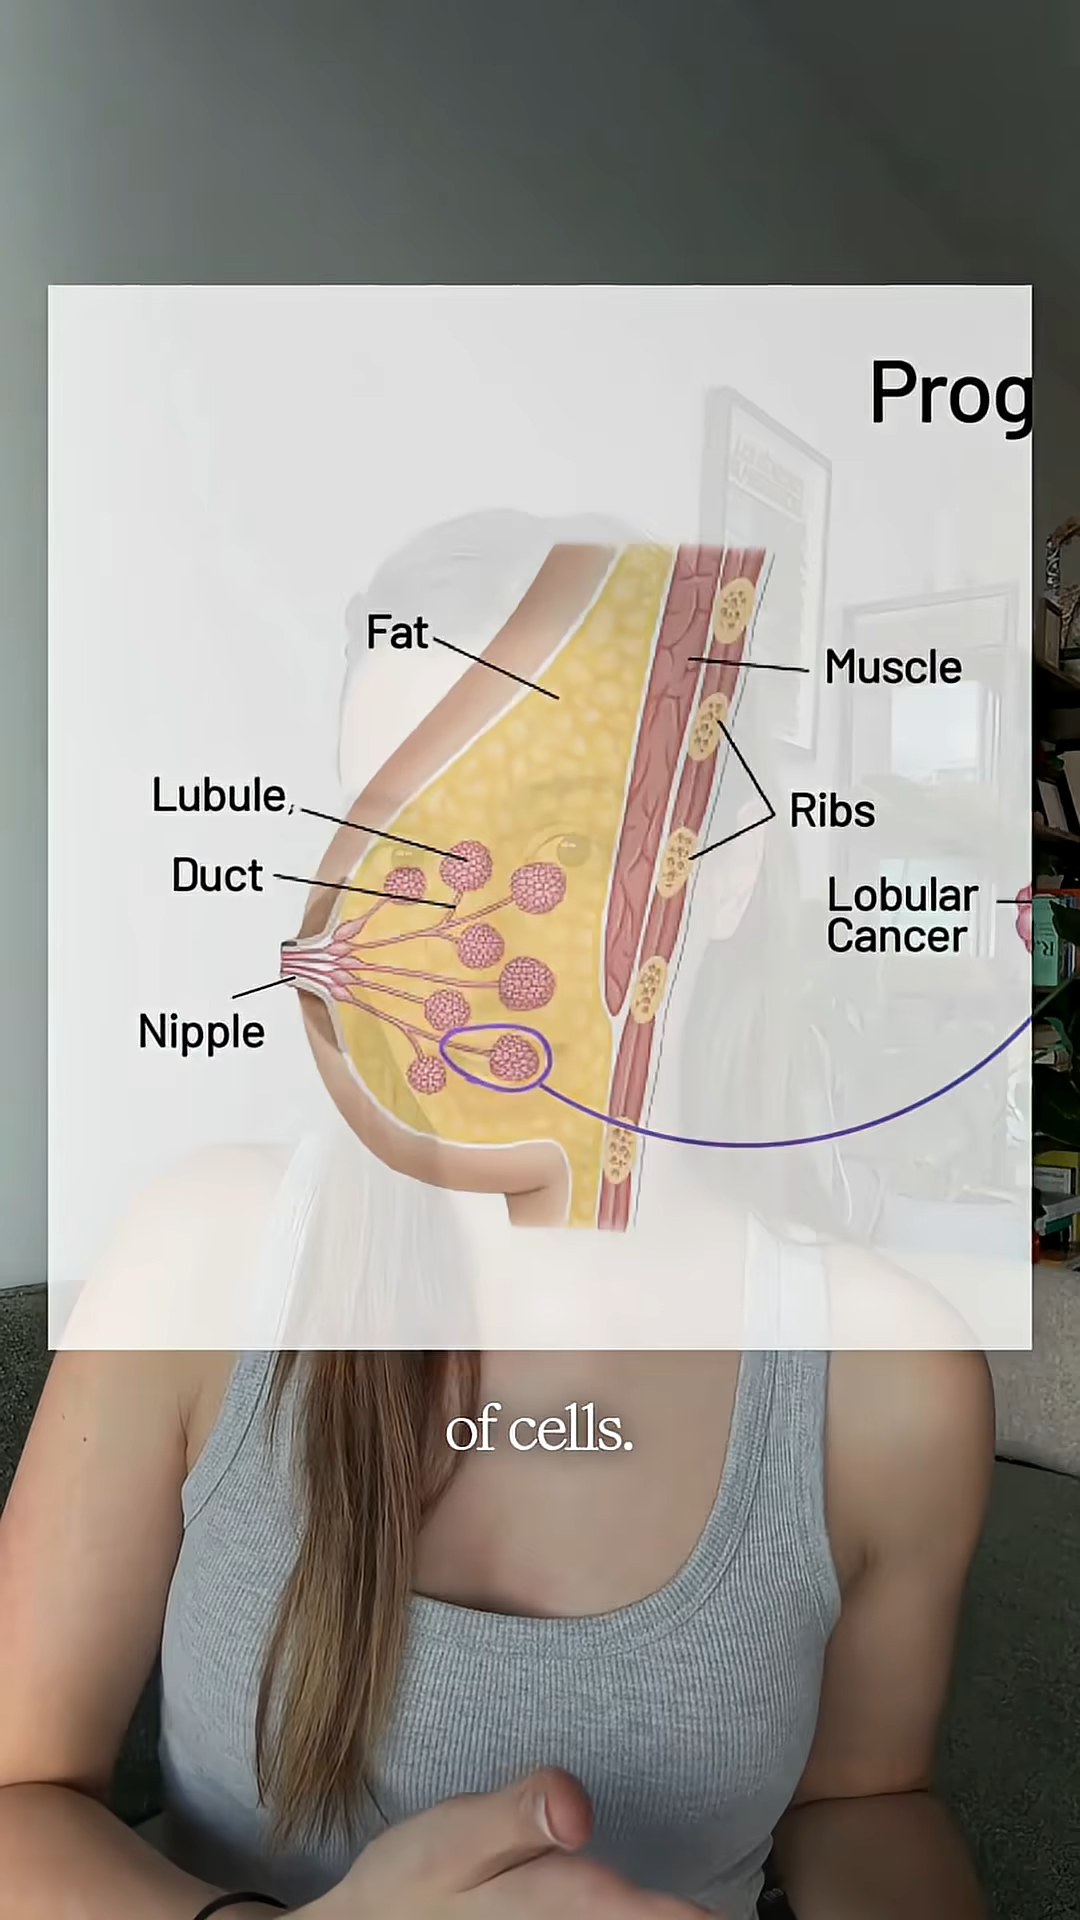 Prog
Fat
Muscle
Lubule,
Ribs
Duct
Lobular
Cancer
Nipple
of cells.